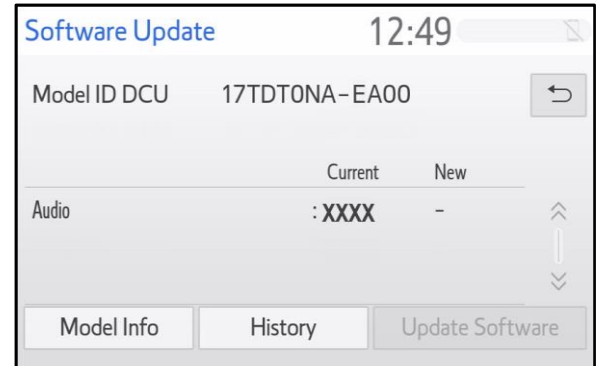 Software Update 12:49
Model ID DCU 17TDT0NA-EA00
Current New
Audio : XXXX -
Model Info History Update Software